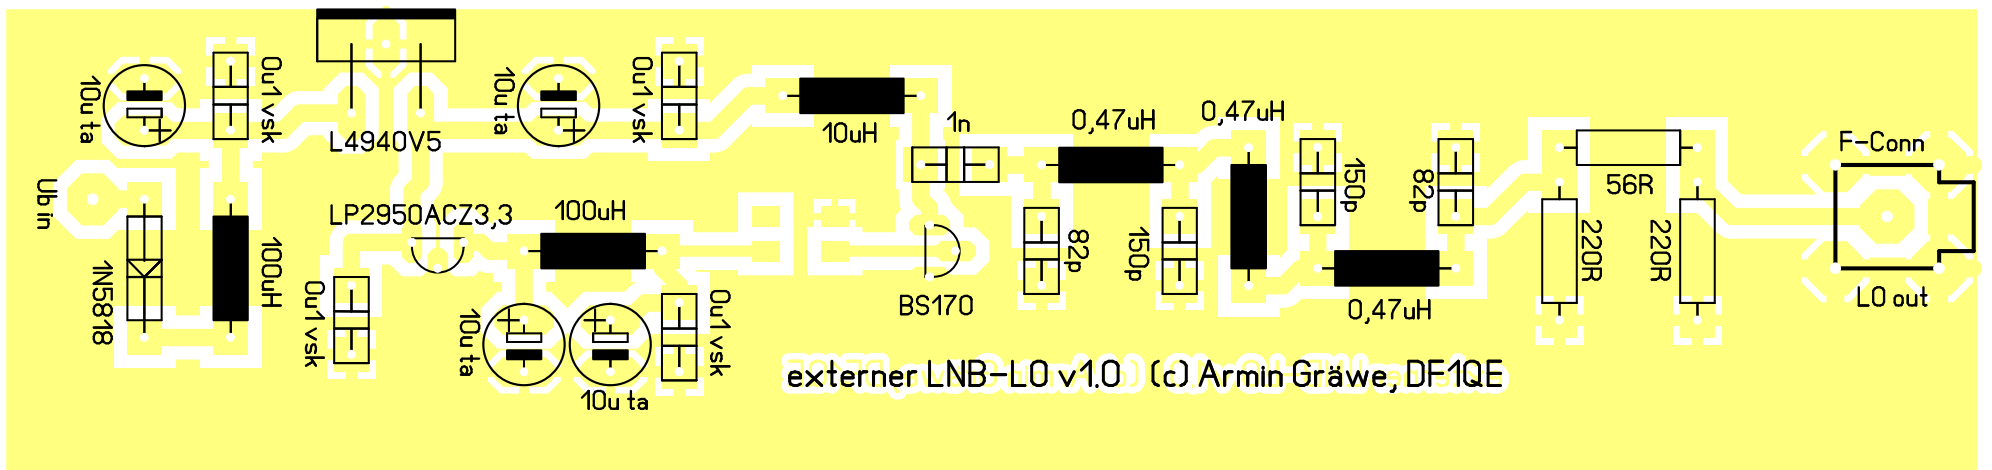 10u ta
0u1 vsk
L4940V5
10u ta
0u1 vsk
10uH
1n
0,47uH
0,47uH
150p
82p
56R
F-Conn
Ub in
1N5818
100uH
LP2950ACZ3,3
100uH
0u1 vsk
10u ta
10u ta
0u1 vsk
BS170
82p
150p
0,47uH
220R
220R
LO out
externer LNB-LO v1.0 (c) Armin Gräwe, DF1QE